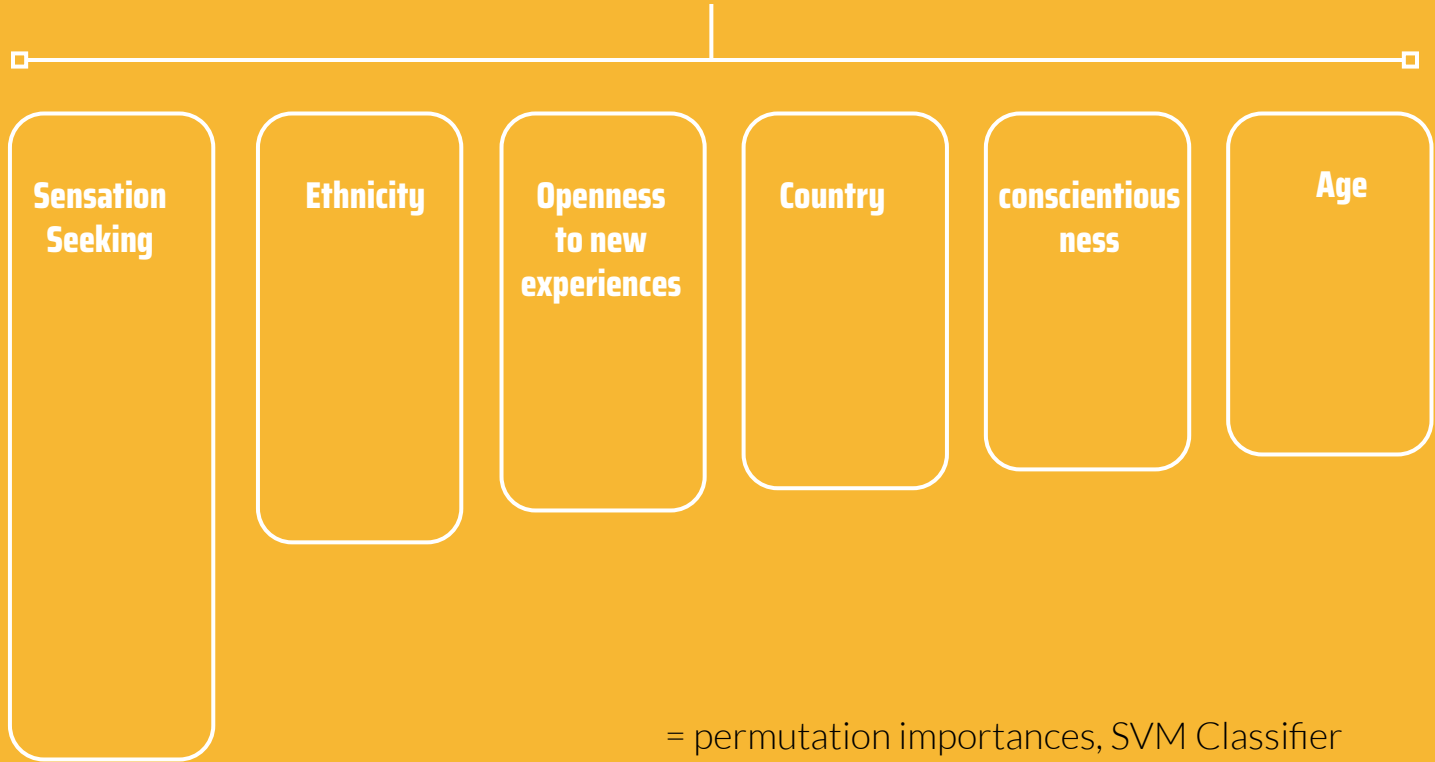 Sensation
Seeking
Ethnicity
Openness
to new
experiences
Country
conscientious
ness
Age
= permutation importances, SVM Classifier